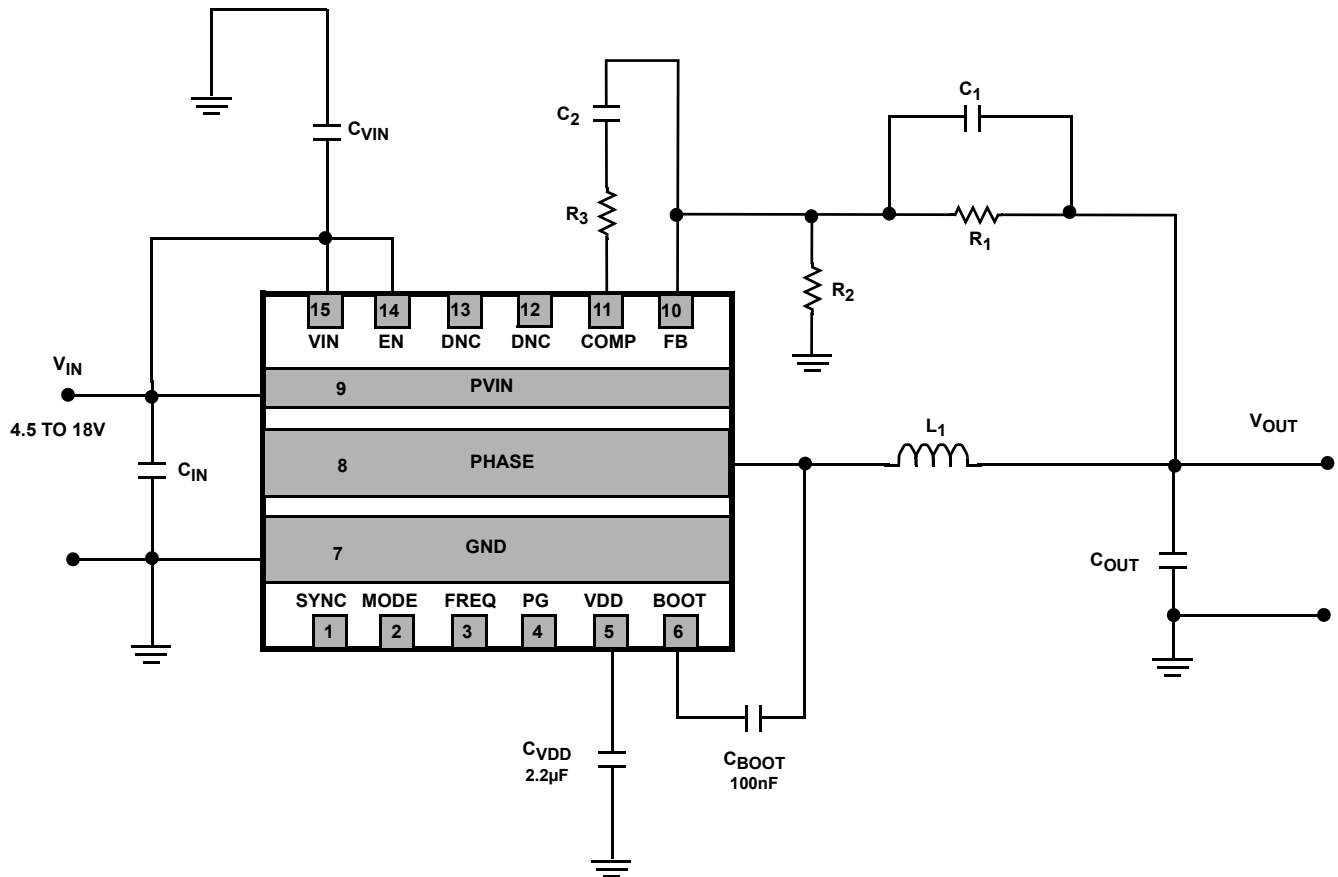 C1
CVIN
C2
R3
R1
R2
15 14 13 12 11 10
VIN EN DNC DNC COMP FB
VIN
9 PVIN
4.5 TO 18V
L1
VOUT
8 PHASE
CIN
7 GND
COUT
SYNC MODE FREQ PG VDD BOOT
1 2 3 4 5 6
CVDD
2.2µF
CBOOT
100nF